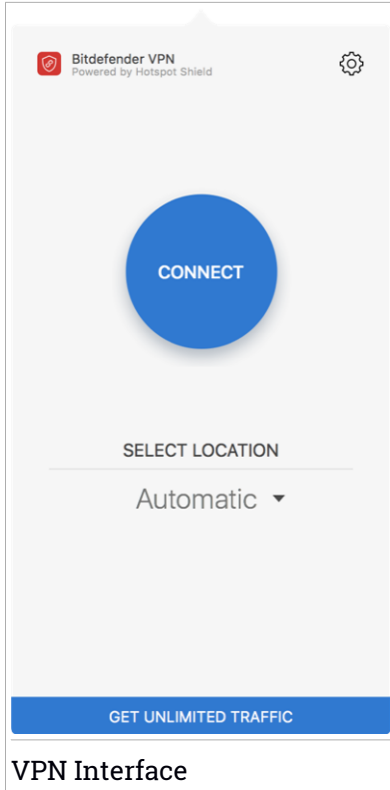 Bitdefender VPN
Powered by Hotspot Shield
CONNECT
SELECT LOCATION
Automatic
GET UNLIMITED TRAFFIC
VPN Interface